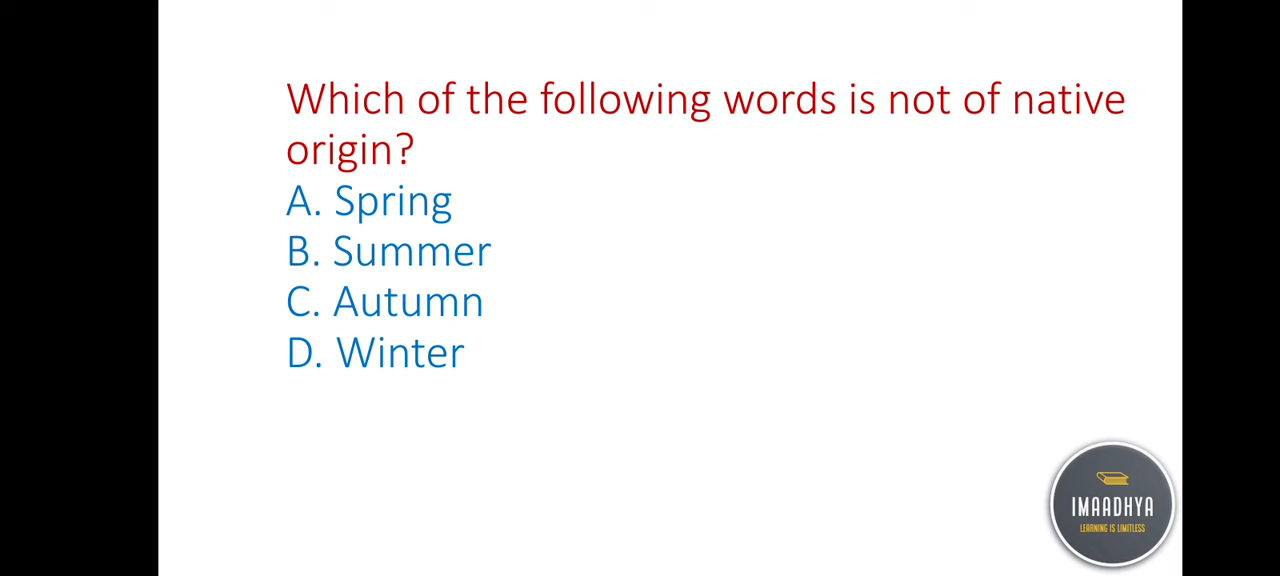 Which of the following words is not of native
origin?
A. Spring
B. Summer
C. Autumn
D. Winter
IMAADHYA
LEARNING IS LIMITLESS